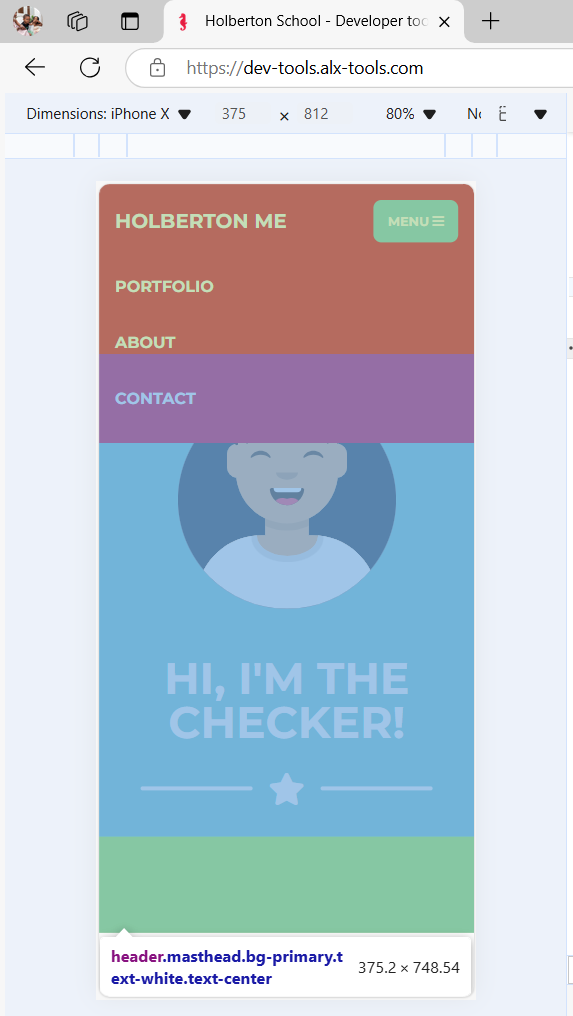 Holberton School - Developer too
https://dev-tools.alx-tools.com
Dimensions: iPhone X 375 × 812 80% No
HOLBERTON ME MENU
PORTFOLIO
ABOUT
CONTACT
HI, I'M THE
CHECKER!
header.masthead.bg-primary.t 375.2 × 748.54
ext-white.text-center